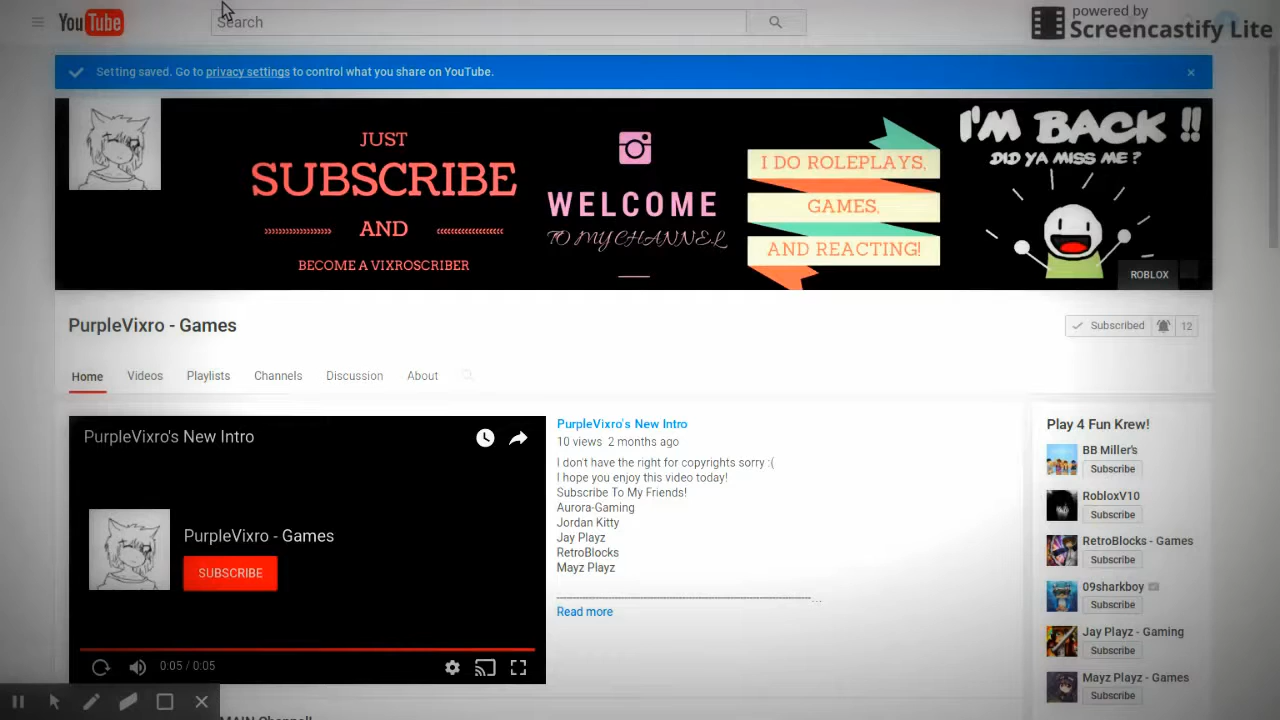 YouTube
Search
powered by
Screencastify Lite
Setting saved. Go to privacy settings to control what you share on YouTube.
JUST
SUBSCRIBE
AND
BECOME A VIXROSCRIBER
WELCOME
TO MY CHANNEL
I DO ROLEPLAYS,
GAMES,
AND REACTING!
I'M BACK !!
DID YA MISS ME?
ROBLOX
PurpleVixro - Games
Subscribed 12
Home Videos Playlists Channels Discussion About
PurpleVixro's New Intro
PurpleVixro - Games
SUBSCRIBE
0:05 / 0:05
PurpleVixro's New Intro
10 views 2 months ago
I don't have the right for copyrights sorry :(
I hope you enjoy this video today!
Subscribe To My Friends!
Aurora-Gaming
Jordan Kitty
Jay Playz
RetroBlocks
Mayz Playz
...
Read more
Play 4 Fun Krew!
BB Miller's
Subscribe
RobloxV10
Subscribe
RetroBlocks - Games
Subscribe
09sharkboy
Subscribe
Jay Playz - Gaming
Subscribe
Mayz Playz - Games
Subscribe
MAIN Channel!